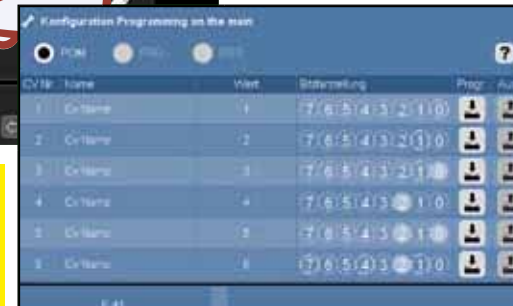 Konfiguration Programming on the main
POM
?
CV Nr. Name Wert Bitdarstellung Progr.
1 CV-Name 1 7 6 5 4 3 2 1 0
2 CV-Name 2 7 6 5 4 3 2 1 0
3 CV-Name 3 7 6 5 4 3 2 1 0
4 CV-Name 4 7 6 5 4 3 2 1 0
5 CV-Name 5 7 6 5 4 3 2 1 0
6 CV-Name 6 7 6 5 4 3 2 1 0